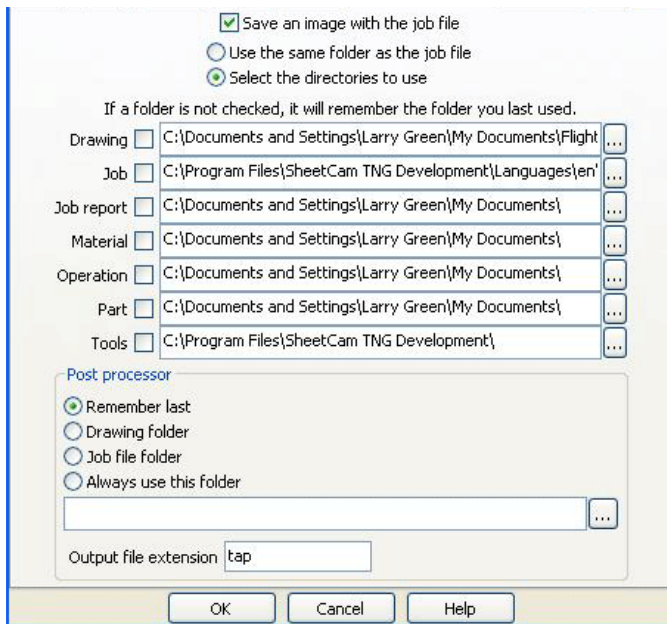 Save an image with the job file
Use the same folder as the job file
Select the directories to use
If a folder is not checked, it will remember the folder you last used.
Drawing C:\Documents and Settings\Larry Green\My Documents\Flight ...
Job C:\Program Files\SheetCam TNG Development\Languages\en' ...
Job report C:\Documents and Settings\Larry Green\My Documents\ ...
Material C:\Documents and Settings\Larry Green\My Documents\ ...
Operation C:\Documents and Settings\Larry Green\My Documents\ ...
Part C:\Documents and Settings\Larry Green\My Documents\ ...
Tools C:\Program Files\SheetCam TNG Development\ ...
Post processor
Remember last
Drawing folder
Job file folder
Always use this folder
...
Output file extension tap
OK Cancel Help